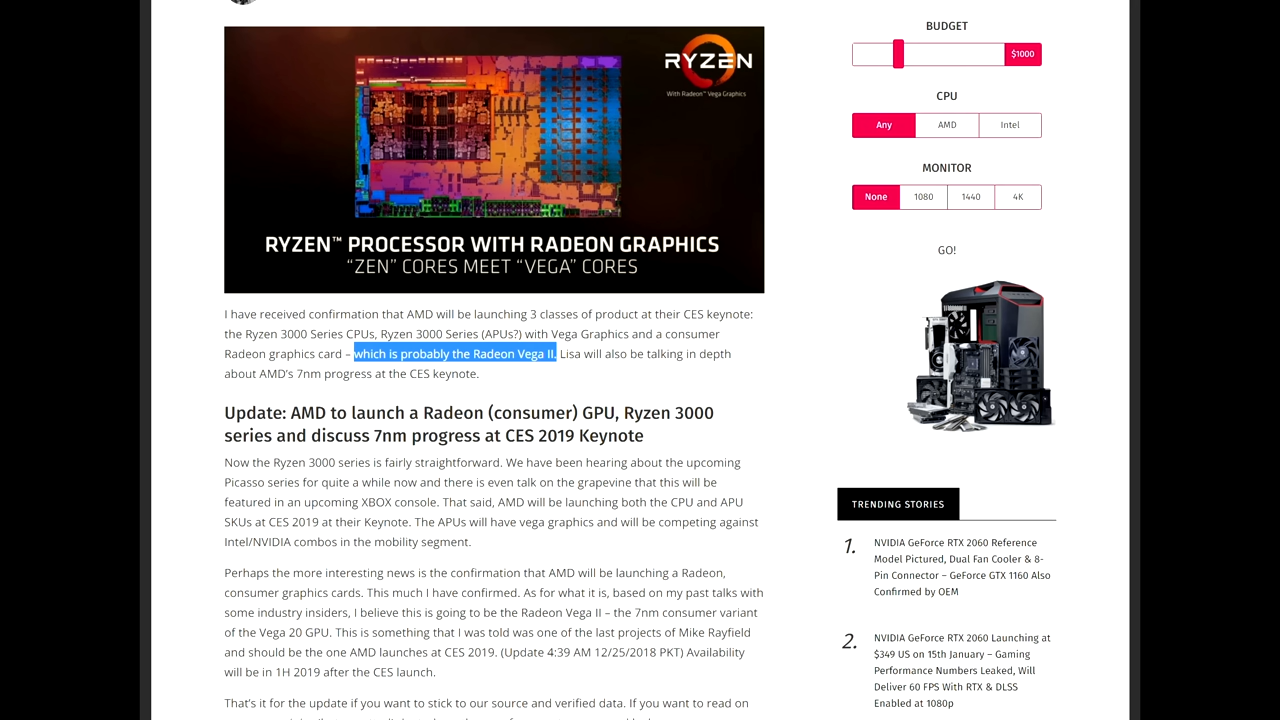 RYZEN
With Radeon™ Vega Graphics
RYZEN™ PROCESSOR WITH RADEON GRAPHICS
“ZEN” CORES MEET “VEGA” CORES
I have received confirmation that AMD will be launching 3 classes of product at their CES keynote:
the Ryzen 3000 Series CPUs, Ryzen 3000 Series (APUs?) with Vega Graphics and a consumer
Radeon graphics card – which is probably the Radeon Vega II. Lisa will also be talking in depth
about AMD’s 7nm progress at the CES keynote.
Update: AMD to launch a Radeon (consumer) GPU, Ryzen 3000
series and discuss 7nm progress at CES 2019 Keynote
Now the Ryzen 3000 series is fairly straightforward. We have been hearing about the upcoming
Picasso series for quite a while now and there is even talk on the grapevine that this will be
featured in an upcoming XBOX console. That said, AMD will be launching both the CPU and APU
SKUs at CES 2019 at their Keynote. The APUs will have vega graphics and will be competing against
Intel/NVIDIA combos in the mobility segment.
Perhaps the more interesting news is the confirmation that AMD will be launching a Radeon,
consumer graphics cards. This much I have confirmed. As for what it is, based on my past talks with
some industry insiders, I believe this is going to be the Radeon Vega II – the 7nm consumer variant
of the Vega 20 GPU. This is something that I was told was one of the last projects of Mike Rayfield
and should be the one AMD launches at CES 2019. (Update 4:39 AM 12/25/2018 PKT) Availability
will be in 1H 2019 after the CES launch.
That’s it for the update if you want to stick to our source and verified data. If you want to read on
BUDGET
$1000
CPU
Any AMD Intel
MONITOR
None 1080 1440 4K
GO!
TRENDING STORIES
1. NVIDIA GeForce RTX 2060 Reference
Model Pictured, Dual Fan Cooler & 8-
Pin Connector – GeForce GTX 1160 Also
Confirmed by OEM
2. NVIDIA GeForce RTX 2060 Launching at
$349 US on 15th January – Gaming
Performance Numbers Leaked, Will
Deliver 60 FPS With RTX & DLSS
Enabled at 1080p